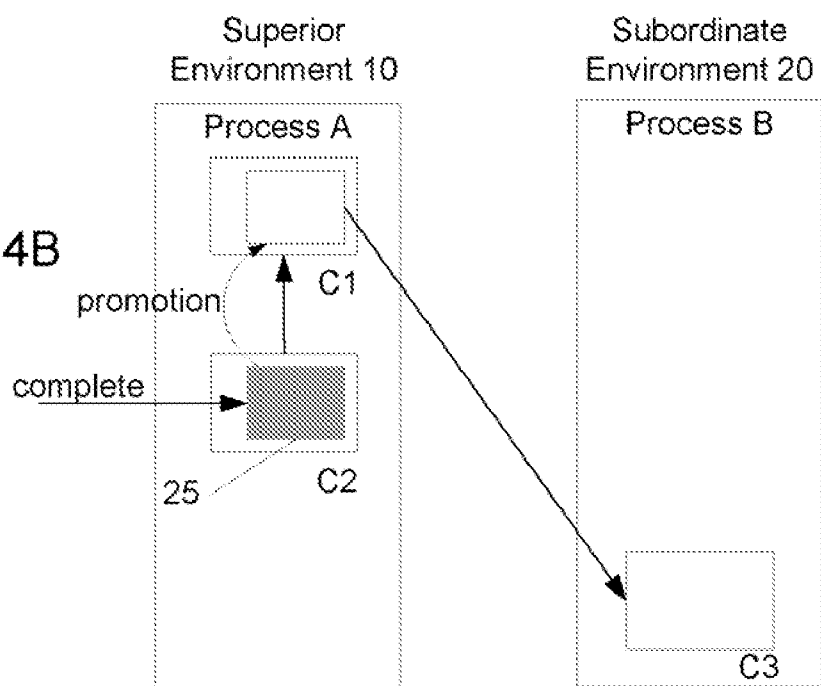 Superior
Environment 10
Subordinate
Environment 20
Process A
Process B
4B
C1
promotion
complete
C2
25
C3